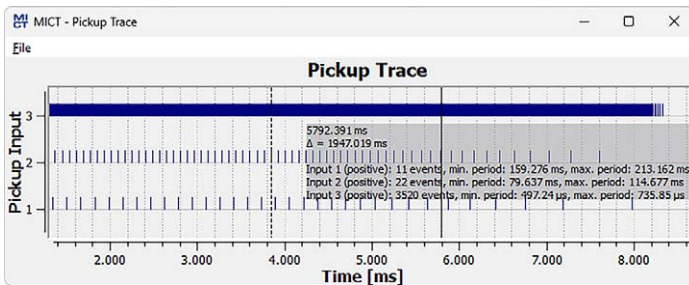 MICT MICT - Pickup Trace
File
Pickup Trace
Pickup Input
3
5792.391 ms
Δ = 1947.019 ms
2
Input 1 (positive): 11 events, min. period: 159.276 ms, max. period: 213.162 ms
Input 2 (positive): 22 events, min. period: 79.637 ms, max. period: 114.677 ms
Input 3 (positive): 3520 events, min. period: 497.24 µs, max. period: 735.85 µs
1
2.000 3.000 4.000 5.000 6.000 7.000 8.000
Time [ms]